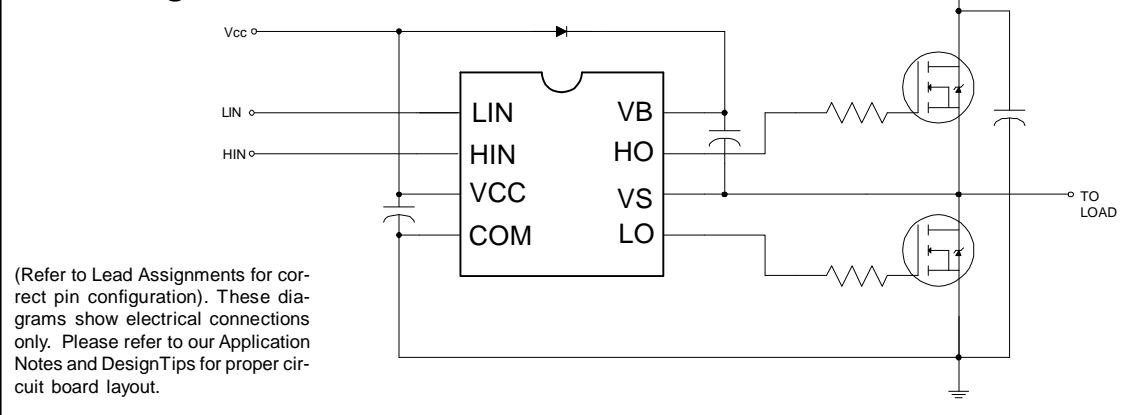 Vcc
LIN
HIN
LIN
HIN
VCC
COM
VB
HO
VS
LO
TO
LOAD
(Refer to Lead Assignments for cor-
rect pin configuration). These dia-
grams show electrical connections
only. Please refer to our Application
Notes and DesignTips for proper cir-
cuit board layout.